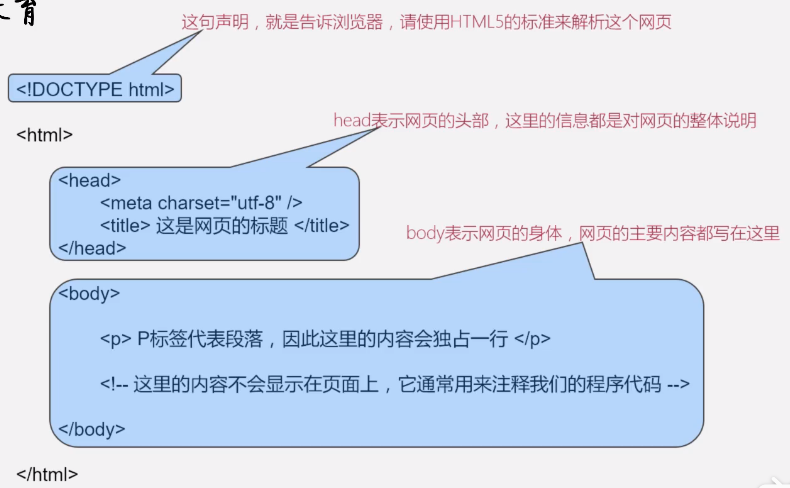 育
这句声明，就是告诉浏览器，请使用HTML5的标准来解析这个网页
<!DOCTYPE html>
head表示网页的头部，这里的信息都是对网页的整体说明
<html>
<head>
<meta charset="utf-8" />
<title> 这是网页的标题 </title>
</head>
body表示网页的身体，网页的主要内容都写在这里
<body>
<p> P标签代表段落，因此这里的内容会独占一行 </p>
<!-- 这里的内容不会显示在页面上，它通常用来注释我们的程序代码 -->
</body>
</html>